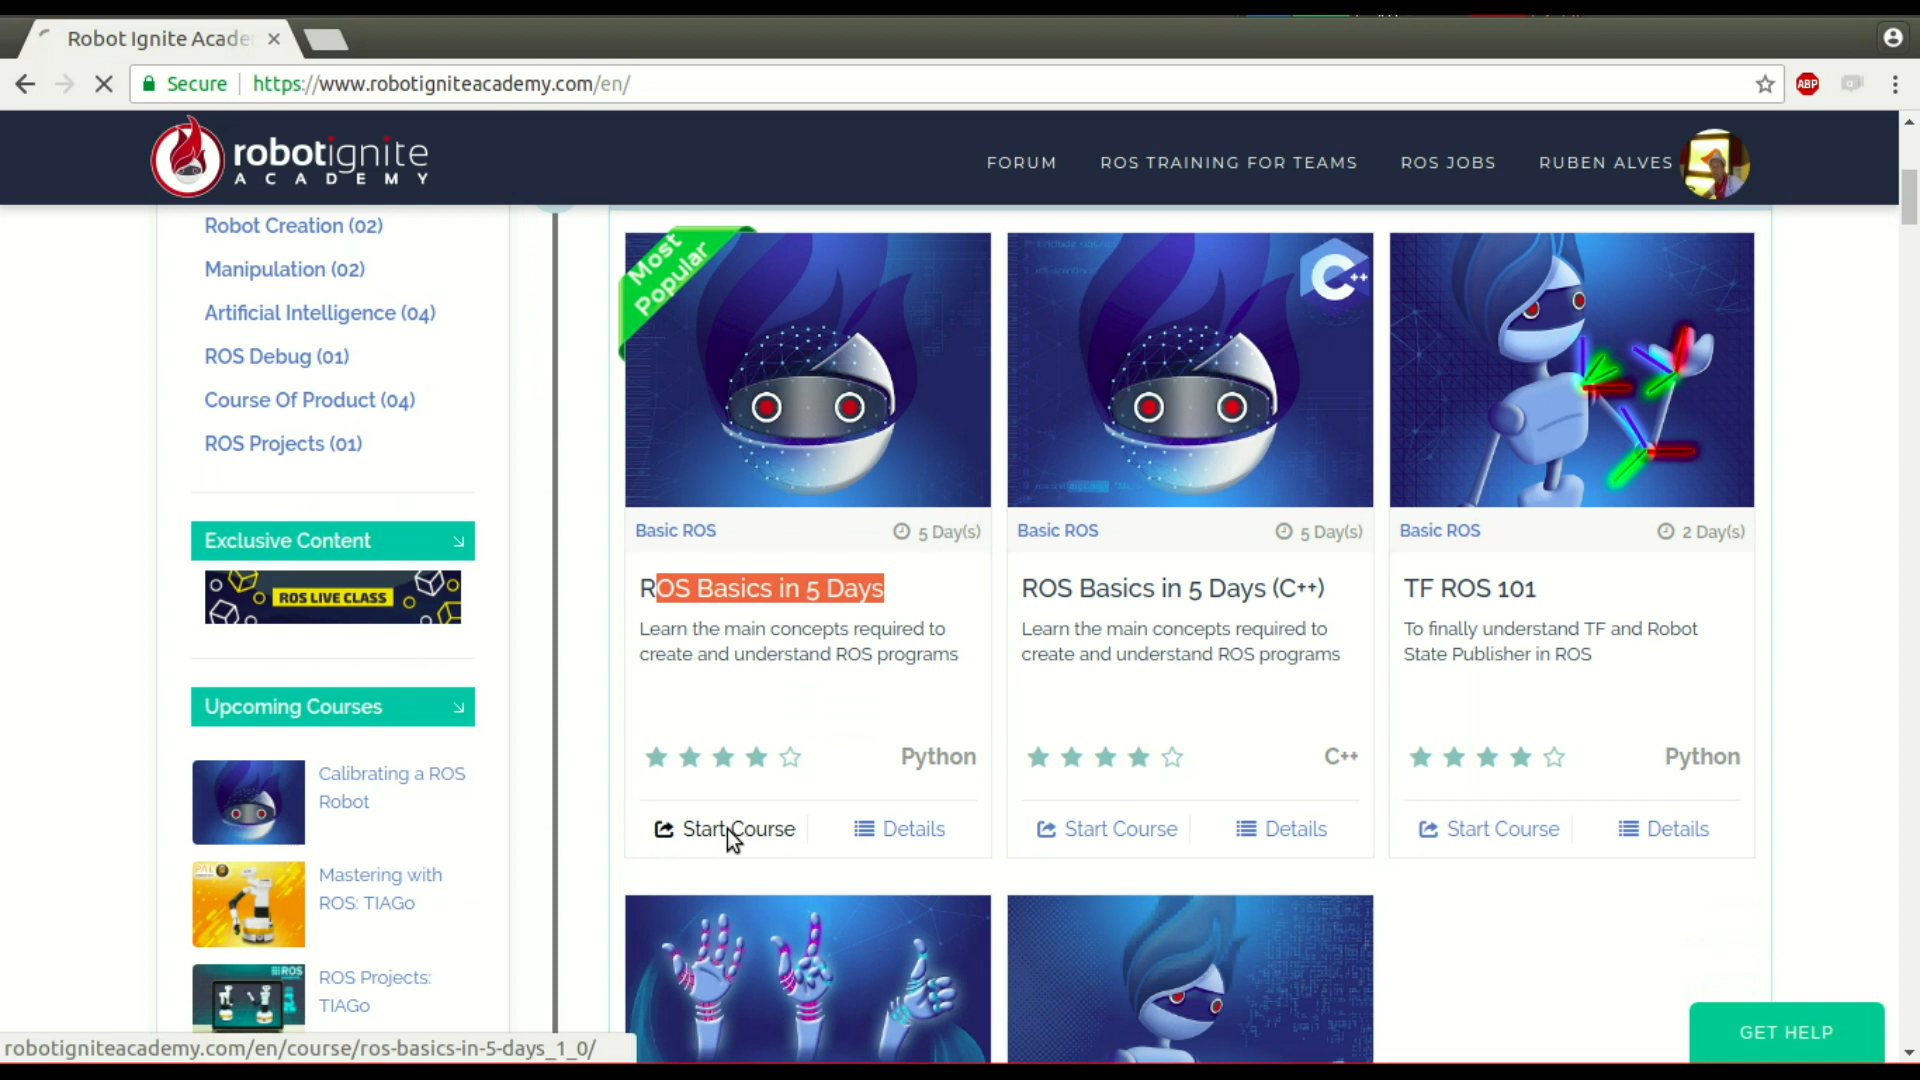 Robot Ignite Acade
Secure
https://www.robotigniteacademy.com/en/
ABP
robotignite
ACADEMY
FORUM
ROS TRAINING FOR TEAMS
ROS JOBS
RUBEN ALVES
Robot Creation (02)
Manipulation (02)
Artificial Intelligence (04)
ROS Debug (01)
Course Of Product (04)
ROS Projects (01)
Exclusive Content
ROS LIVE CLASS
Upcoming Courses
Calibrating a ROS
Robot
Mastering with
ROS: TIAGo
ROS
ROS Projects:
TIAGo
Most
Popular
Basic ROS
5 Day(s)
ROS Basics in 5 Days
Learn the main concepts required to
create and understand ROS programs
Python
Start Course
Details
C++
Basic ROS
5 Day(s)
ROS Basics in 5 Days (C++)
Learn the main concepts required to
create and understand ROS programs
C++
Start Course
Details
Basic ROS
2 Day(s)
TF ROS 101
To finally understand TF and Robot
State Publisher in ROS
Python
Start Course
Details
GET HELP
robotigniteacademy.com/en/course/ros-basics-in-5-days_1_0/